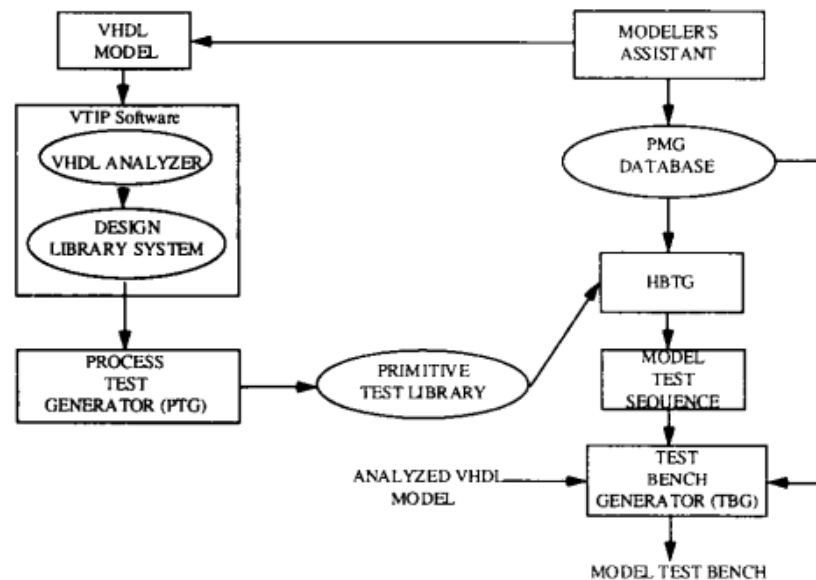 VHDL
MODEL
MODELER'S
ASSISTANT
VTIP Software
VHDL ANALYZER
DESIGN
LIBRARY SYSTEM
PMG
DATABASE
HBTG
PROCESS
TEST
GENERATOR (PTG)
PRIMITIVE
TEST LIBRARY
MODEL
TEST
SEQUENCE
ANALYZED VHDL
MODEL
TEST
BENCH
GENERATOR (TBG)
MODEL TEST BENCH